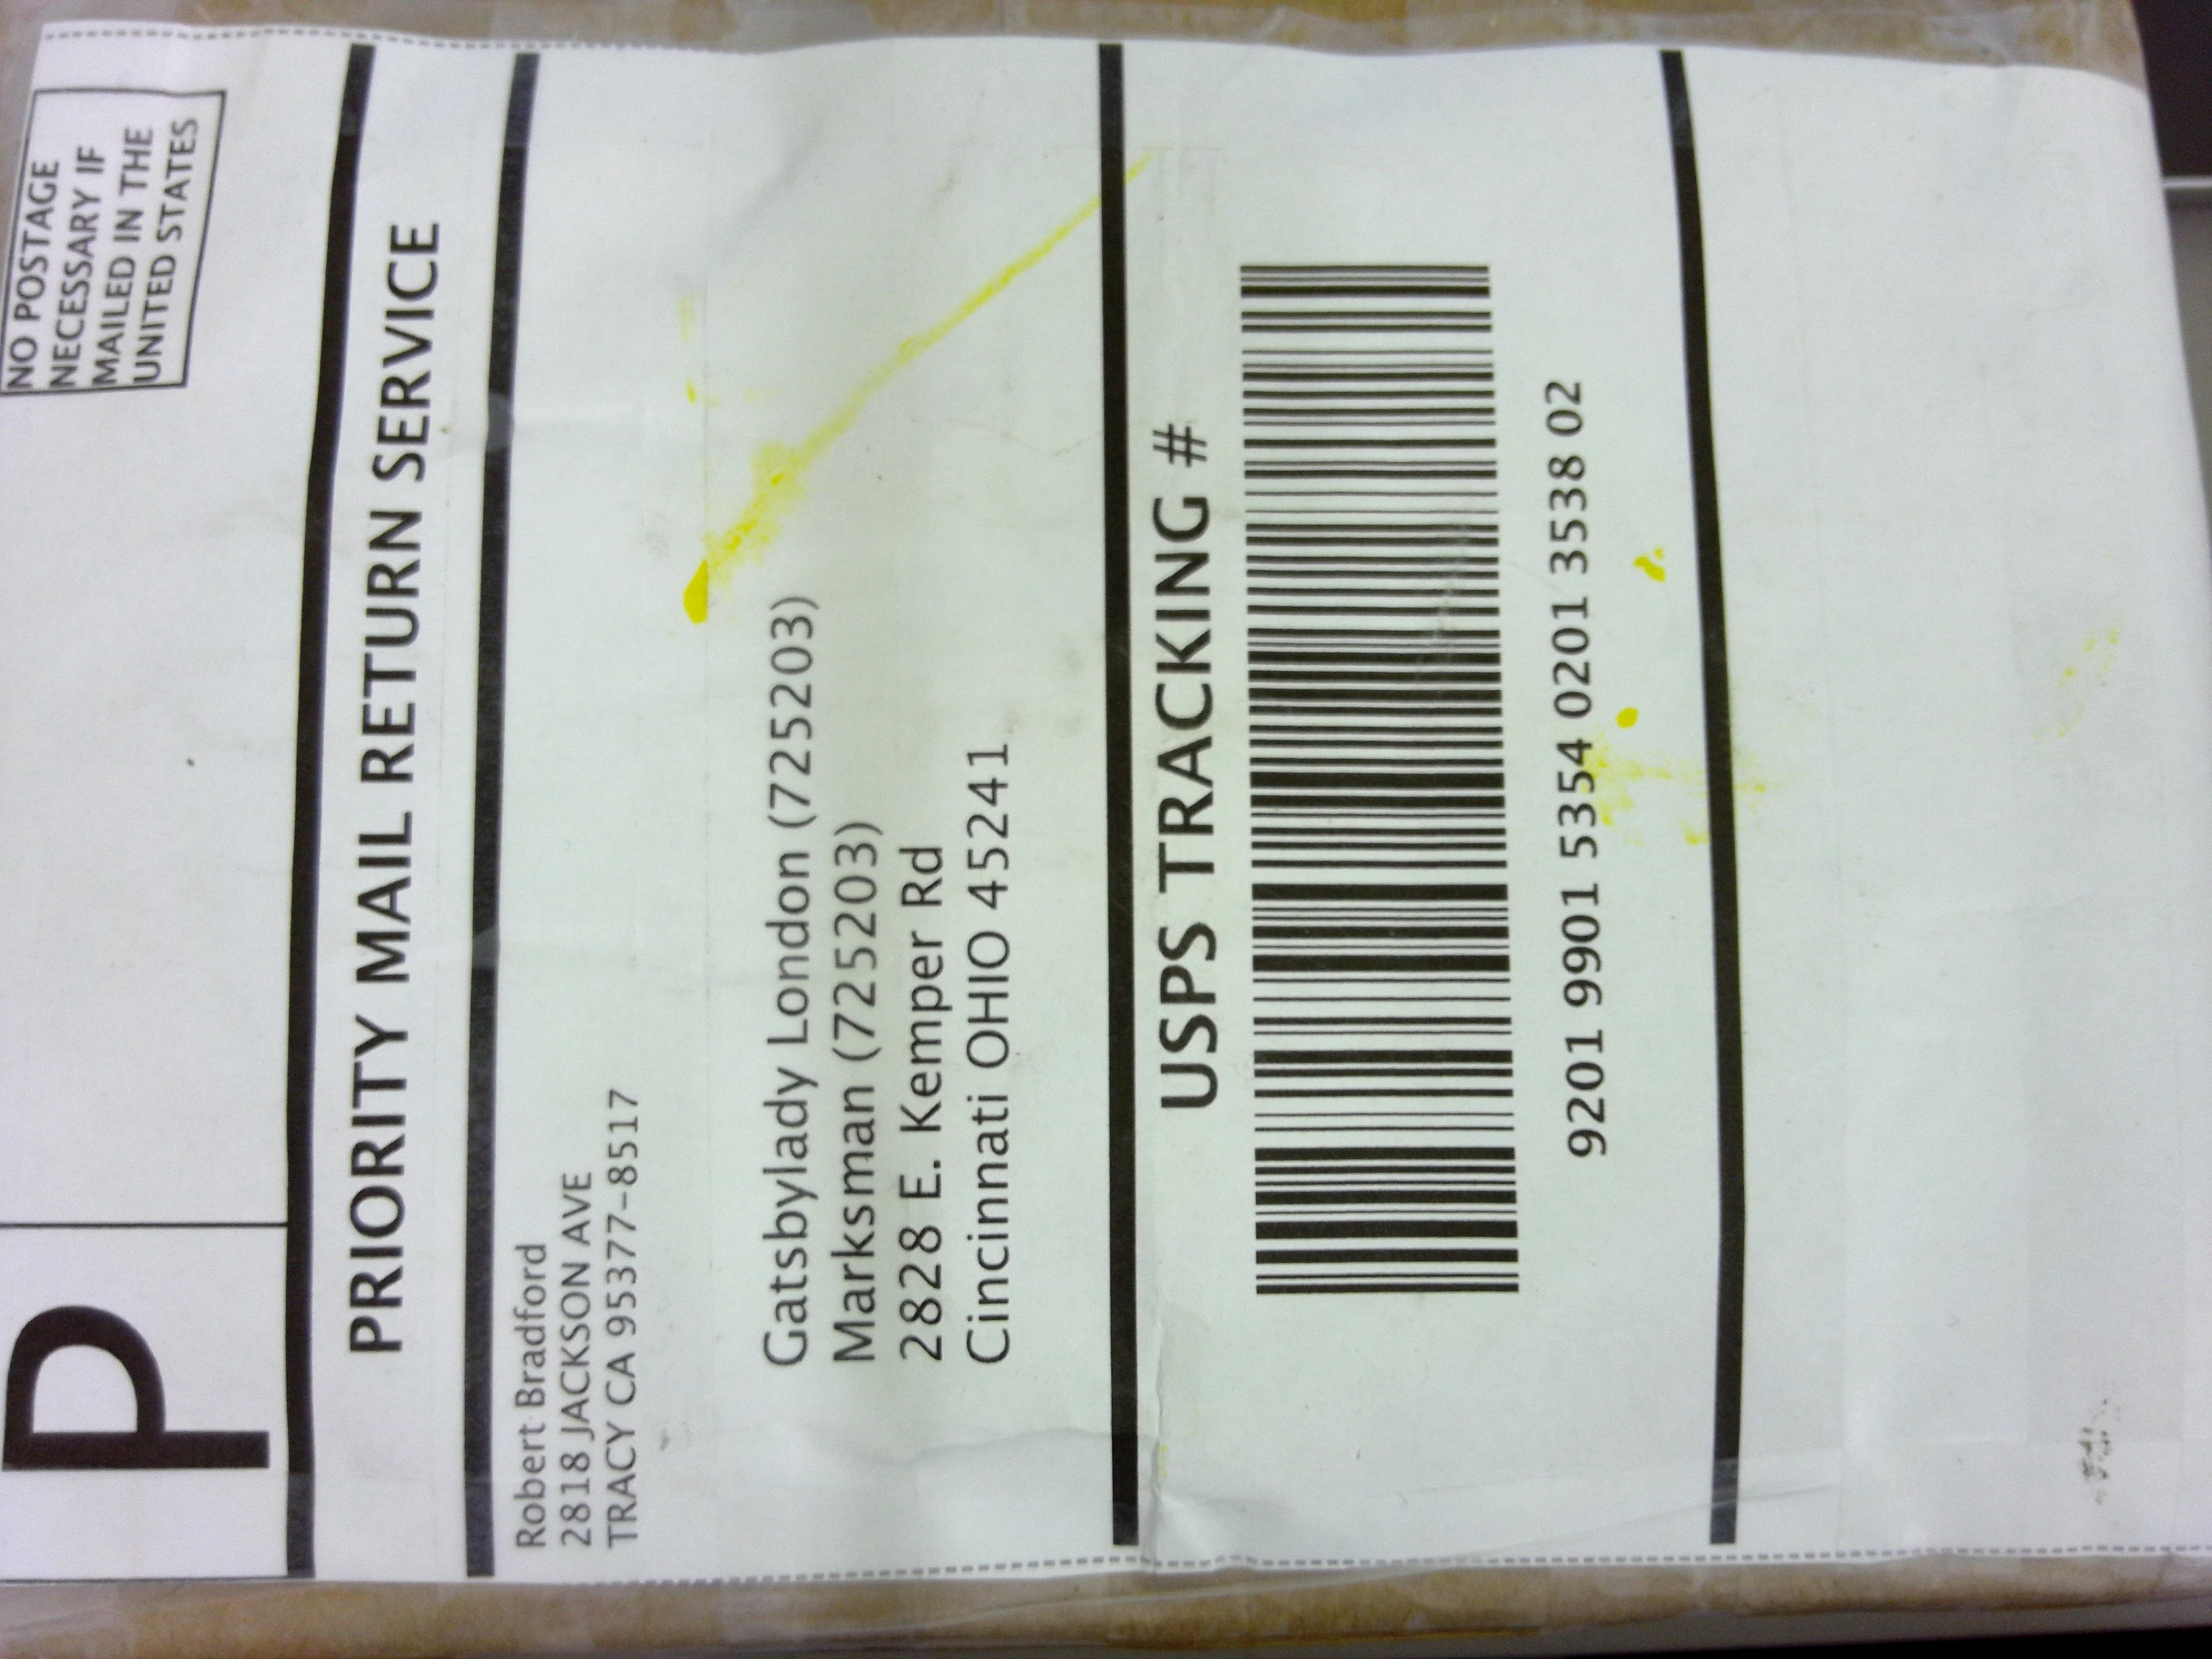 P
NO POSTAGE
NECESSARY IF
MAILED IN THE
UNITED STATES
PRIORITY MAIL RETURN SERVICE
Robert Bradford
2818 JACKSON AVE
TRACY CA 95377-8517
Gatsbylady London (725203)
Marksman (725203)
2828 E. Kemper Rd
Cincinnati OHIO 45241
USPS TRACKING #
9201 9901 5354 0201 3538 02